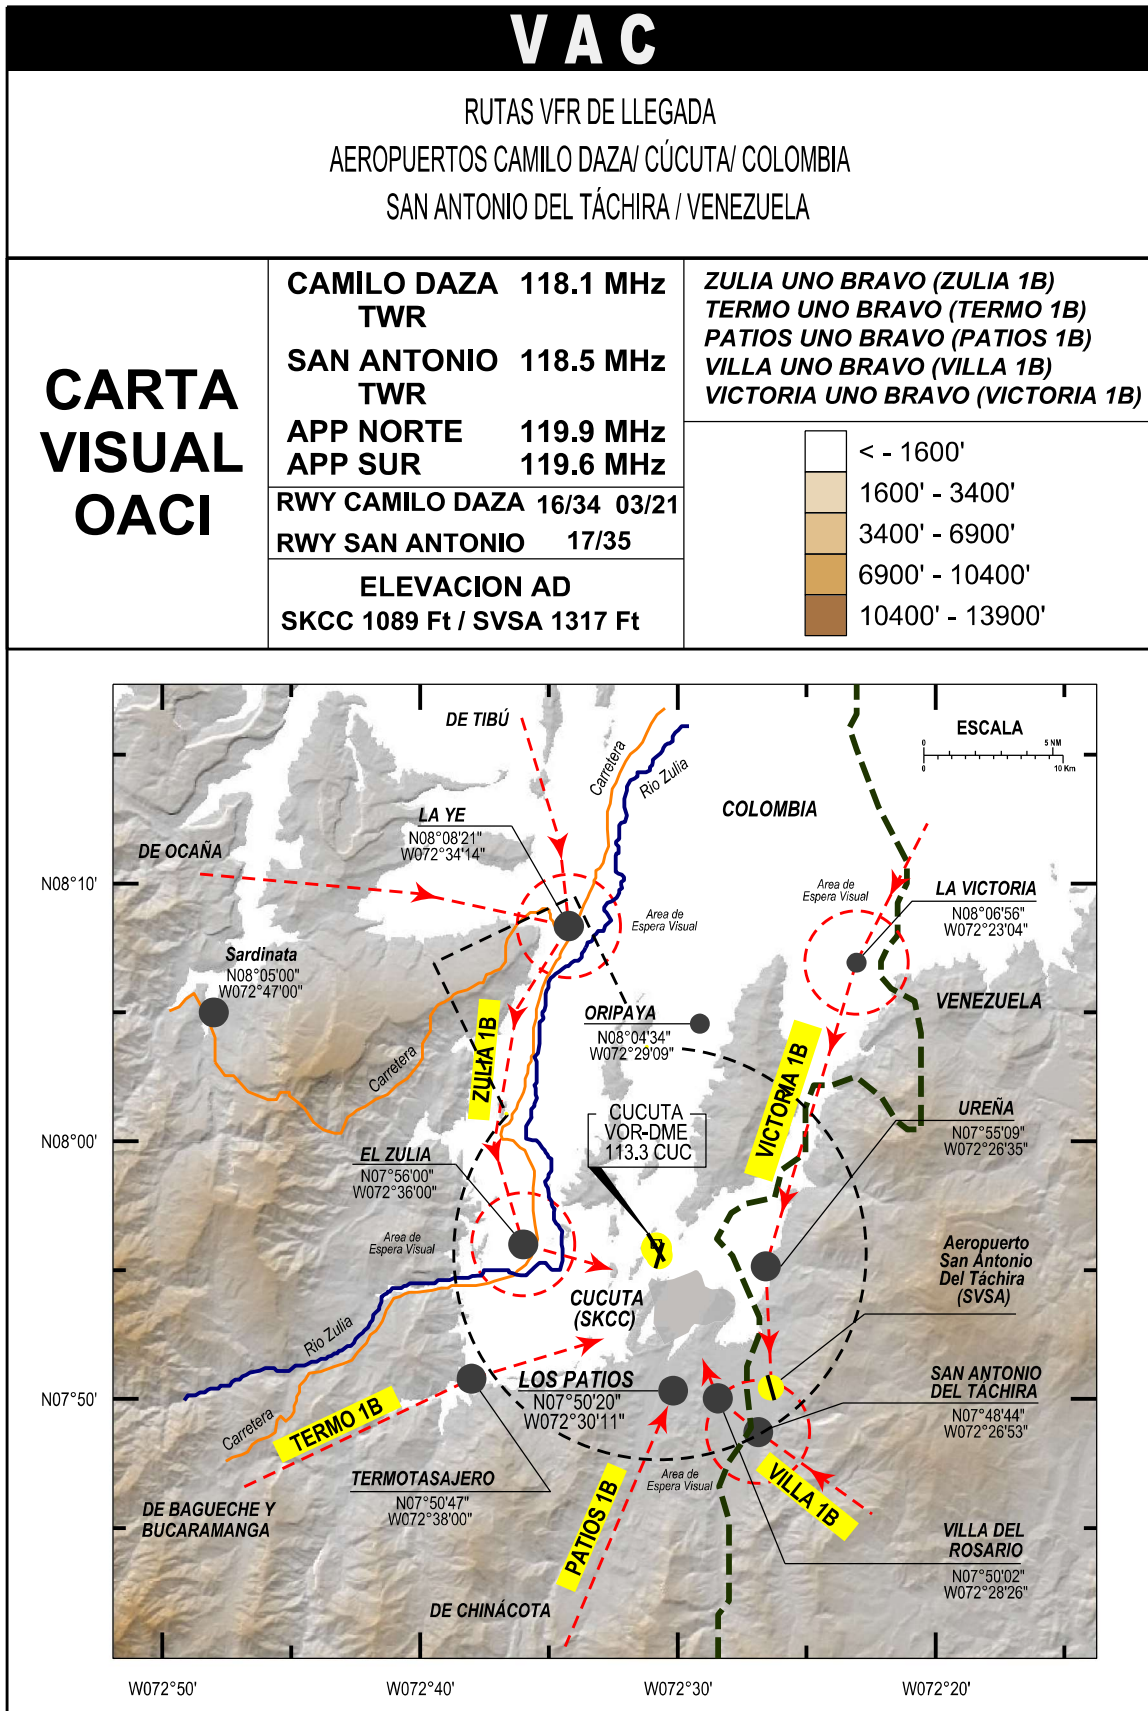 VAC
RUTAS VFR DE LLEGADA
AEROPUERTOS CAMILO DAZA/ CÚCUTA/ COLOMBIA
SAN ANTONIO DEL TÁCHIRA / VENEZUELA
CARTA
VISUAL
OACI
CAMILO DAZA 118.1 MHz
TWR
SAN ANTONIO 118.5 MHz
TWR
APP NORTE 119.9 MHz
APP SUR 119.6 MHz
RWY CAMILO DAZA 16/34 03/21
RWY SAN ANTONIO 17/35
ELEVACION AD
SKCC 1089 Ft / SVSA 1317 Ft
ZULIA UNO BRAVO (ZULIA 1B)
TERMO UNO BRAVO (TERMO 1B)
PATIOS UNO BRAVO (PATIOS 1B)
VILLA UNO BRAVO (VILLA 1B)
VICTORIA UNO BRAVO (VICTORIA 1B)
< - 1600'
1600' - 3400'
3400' - 6900'
6900' - 10400'
10400' - 13900'
DE TIBÚ
Carretera
Rio Zulia
ESCALA
0 5 NM
0 10 Km
COLOMBIA
LA YE
N08°08'21"
W072°34'14"
DE OCAÑA
N08°10'
Area de
Espera Visual
Area de
Espera Visual
LA VICTORIA
N08°06'56"
W072°23'04"
Sardinata
N08°05'00"
W072°47'00"
VENEZUELA
ORIPAYA
N08°04'34"
W072°29'09"
Carretera
ZULIA 1B
VICTORIA 1B
CUCUTA
VOR-DME
113.3 CUC
UREÑA
N07°55'09"
W072°26'35"
N08°00'
EL ZULIA
N07°56'00"
W072°36'00"
Area de
Espera Visual
Aeropuerto
San Antonio
Del Táchira
(SVSA)
CUCUTA
(SKCC)
Rio Zulia
LOS PATIOS
N07°50'20"
W072°30'11"
SAN ANTONIO
DEL TÁCHIRA
N07°48'44"
W072°26'53"
N07°50'
Carretera
TERMO 1B
TERMOTASAJERO
N07°50'47"
W072°38'00"
Area de
Espera Visual
PATIOS 1B
VILLA 1B
DE BAGUECHE Y
BUCARAMANGA
VILLA DEL
ROSARIO
N07°50'02"
W072°28'26"
DE CHINÁCOTA
W072°50'
W072°40'
W072°30'
W072°20'